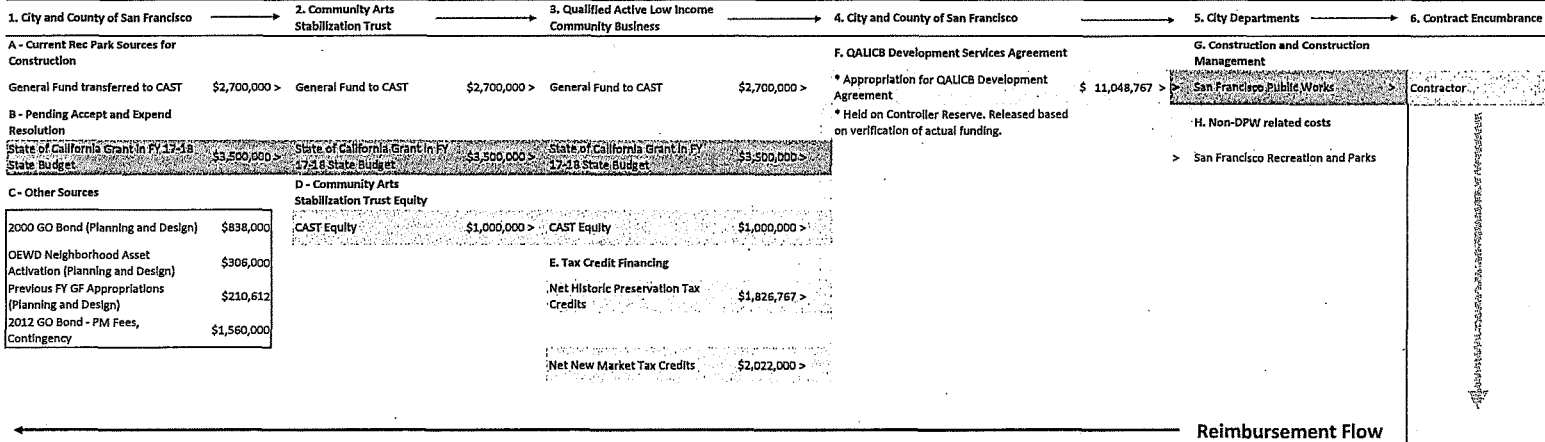 1. City and County of San Francisco
2. Community Arts
Stabilization Trust
3. Qualified Active Low Income
Community Business
4. City and County of San Francisco
5. City Departments
6. Contract Encumbrance
A - Current Rec Park Sources for
Construction
General Fund transferred to CAST $2,700,000 >
General Fund to CAST $2,700,000 >
General Fund to CAST $2,700,000 >
B - Pending Accept and Expend
Resolution
State of California Grant in FY 17-18
State Budget $3,500,000 >
State of California Grant in FY
17-18 State Budget $3,500,000 >
State of California Grant in FY
17-18 State Budget $3,500,000 >
C - Other Sources
2000 GO Bond (Planning and Design) $838,000
OEWD Neighborhood Asset
Activation (Planning and Design) $306,000
Previous FY GF Appropriations
(Planning and Design) $210,612
2012 GO Bond - PM Fees,
Contingency $1,560,000
D - Community Arts
Stabilization Trust Equity
CAST Equity $1,000,000 >
CAST Equity $1,000,000 >
E. Tax Credit Financing
Net Historic Preservation Tax
Credits $1,826,767 >
Net New Market Tax Credits $2,022,000 >
F. QALICB Development Services Agreement
* Appropriation for QALICB Development
Agreement $ 11,048,767 >
* Held on Controller Reserve. Released based
on verification of actual funding.
G. Construction and Construction
Management
> San Francisco Public Works >
Contractor
H. Non-DPW related costs
> San Francisco Recreation and Parks
Reimbursement Flow